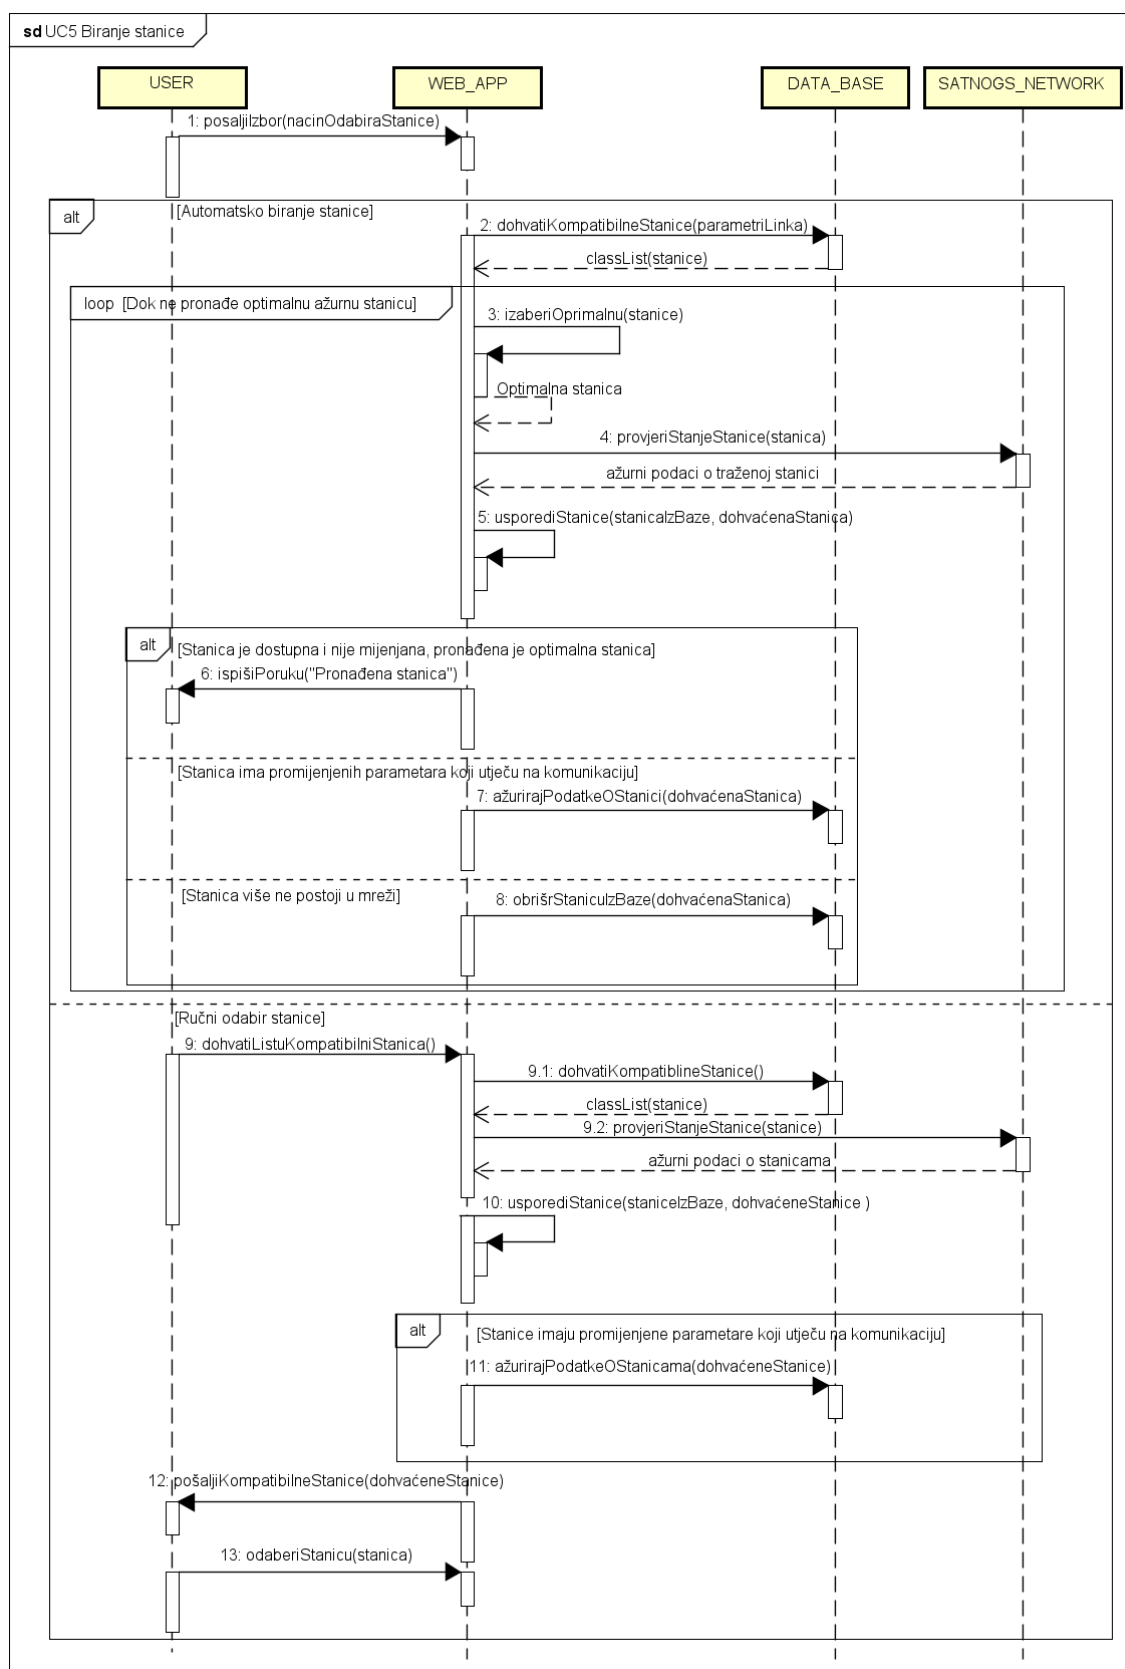 sd UC5 Biranje stanice
USER
WEB_APP
DATA_BASE
SATNOGS_NETWORK
1: posaljiIzbor(nacinOdabiraStanice)
alt
[Automatsko biranje stanice]
2: dohvatiKompatibilneStanice(parametriLinka)
classList(stanice)
loop [Dok ne pronađe optimalnu ažurnu stanicu]
3: izaberiOprimalnu(stanice)
Optimalna stanica
4: provjeriStanjeStanice(stanica)
ažurni podaci o traženoj stanici
5: usporediStanice(stanicaIzBaze, dohvaćenaStanica)
alt
[Stanica je dostupna i nije mijenjana, pronađena je optimalna stanica]
6: ispišiPoruku("Pronađena stanica")
[Stanica ima promijenjenih parametara koji utječu na komunikaciju]
7: ažurirajPodatkeOStanici(dohvaćenaStanica)
[Stanica više ne postoji u mreži]
8: obrišrStanicuIzBaze(dohvaćenaStanica)
[Ručni odabir stanice]
9: dohvatiListuKompatibilniStanica()
9.1: dohvatiKompatiblineStanice()
classList(stanice)
9.2: provjeriStanjeStanice(stanice)
ažurni podaci o stanicama
10: usporediStanice(staniceIzBaze, dohvaćeneStanice )
alt
[Stanice imaju promijenjene parametare koji utječu na komunikaciju]
11: ažurirajPodatkeOStanicama(dohvaćeneStanice)
12: pošaljiKompatibilneStanice(dohvaćeneStanice)
13: odaberiStanicu(stanica)